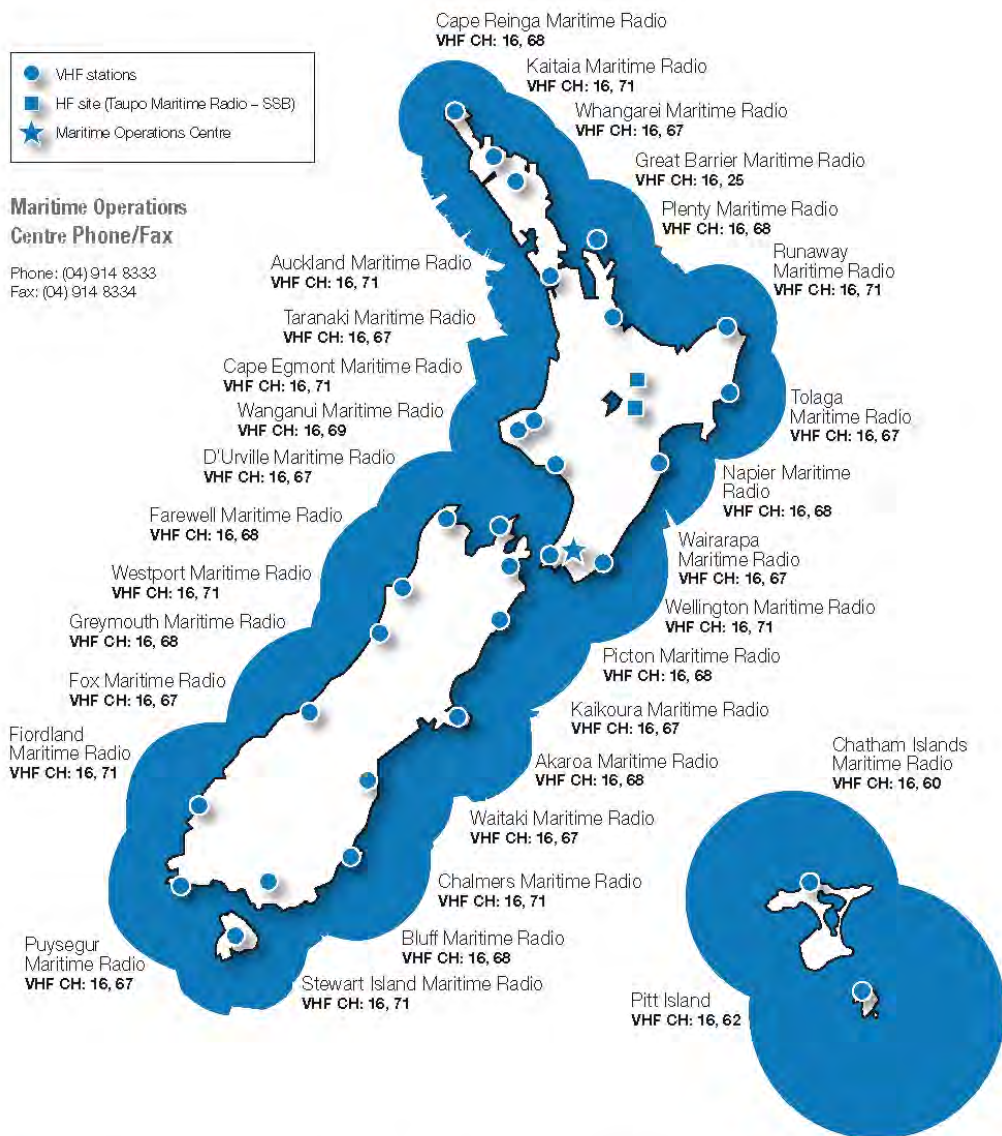 VHF stations
HF site (Taupo Maritime Radio – SSB)
Maritime Operations Centre
Maritime Operations
Centre Phone/Fax
Phone: (04) 914 8333
Fax: (04) 914 8334
Cape Reinga Maritime Radio
VHF CH: 16, 68
Kaitaia Maritime Radio
VHF CH: 16, 71
Whangarei Maritime Radio
VHF CH: 16, 67
Great Barrier Maritime Radio
VHF CH: 16, 25
Plenty Maritime Radio
VHF CH: 16, 68
Runaway
Maritime Radio
VHF CH: 16, 71
Auckland Maritime Radio
VHF CH: 16, 71
Taranaki Maritime Radio
VHF CH: 16, 67
Cape Egmont Maritime Radio
VHF CH: 16, 71
Wanganui Maritime Radio
VHF CH: 16, 69
D'Urville Maritime Radio
VHF CH: 16, 67
Farewell Maritime Radio
VHF CH: 16, 68
Westport Maritime Radio
VHF CH: 16, 71
Greymouth Maritime Radio
VHF CH: 16, 68
Fox Maritime Radio
VHF CH: 16, 67
Fiordland
Maritime Radio
VHF CH: 16, 71
Puysegur
Maritime Radio
VHF CH: 16, 67
Tolaga
Maritime Radio
VHF CH: 16, 67
Napier Maritime
Radio
VHF CH: 16, 68
Wairarapa
Maritime Radio
VHF CH: 16, 67
Wellington Maritime Radio
VHF CH: 16, 71
Picton Maritime Radio
VHF CH: 16, 68
Kaikoura Maritime Radio
VHF CH: 16, 67
Akaroa Maritime Radio
VHF CH: 16, 68
Waitaki Maritime Radio
VHF CH: 16, 67
Chalmers Maritime Radio
VHF CH: 16, 71
Bluff Maritime Radio
VHF CH: 16, 68
Stewart Island Maritime Radio
VHF CH: 16, 71
Chatham Islands
Maritime Radio
VHF CH: 16, 60
Pitt Island
VHF CH: 16, 62